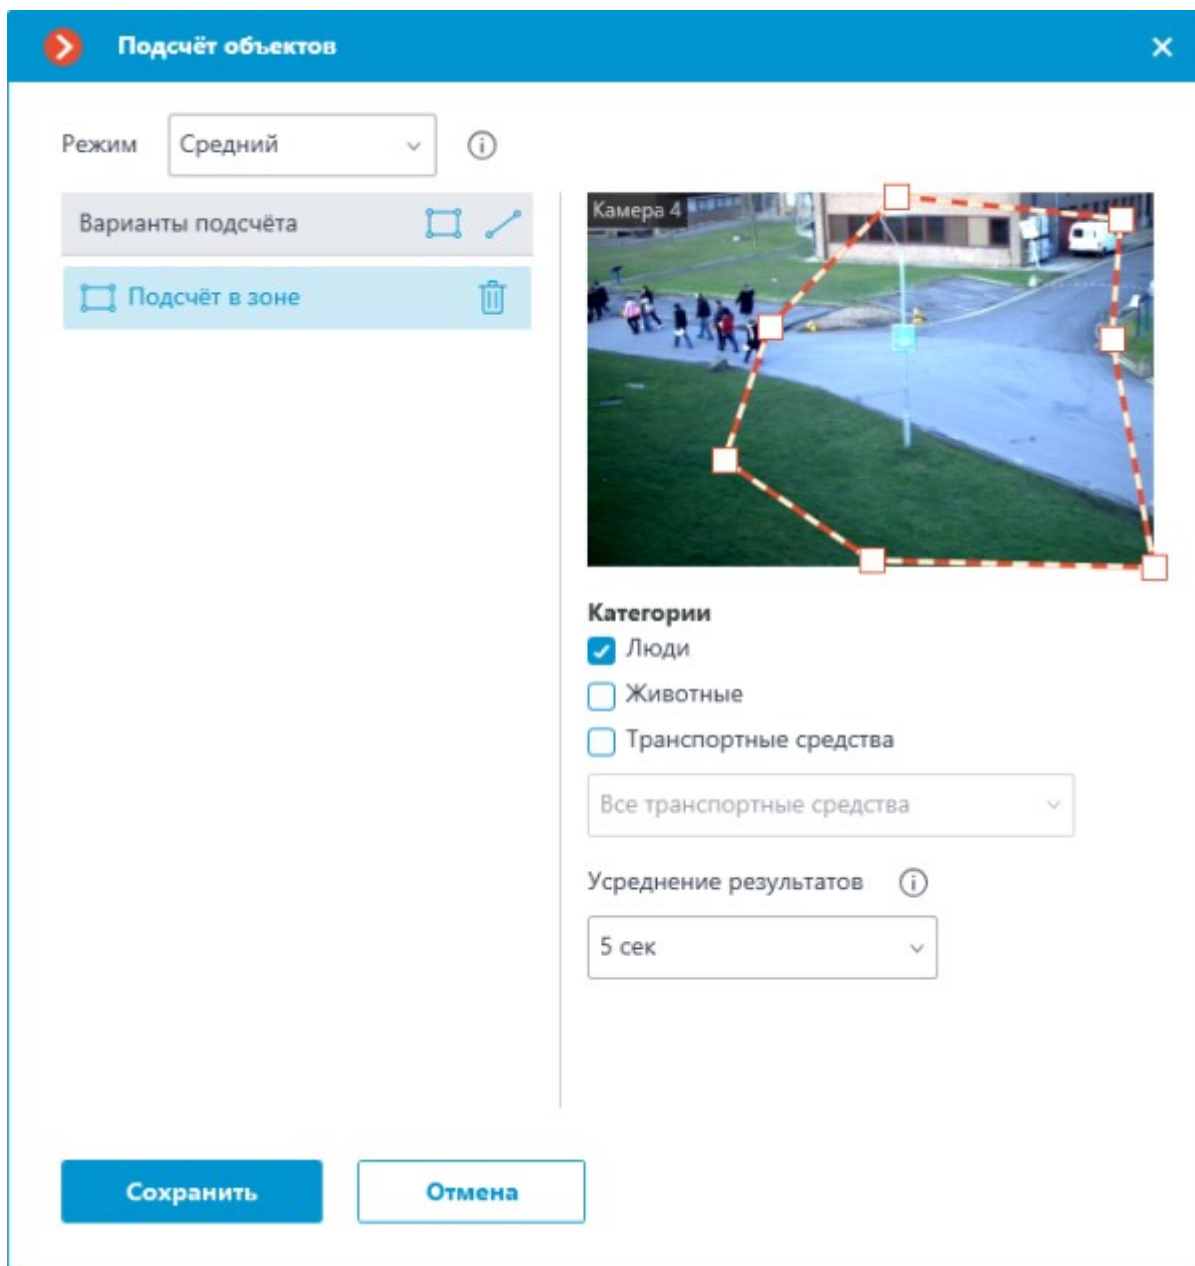 Подсчёт объектов
Режим
Средний
Варианты подсчёта
Подсчёт в зоне
Камера 4
Категории
Люди
Животные
Транспортные средства
Все транспортные средства
Усреднение результатов
5 сек
Сохранить
Отмена